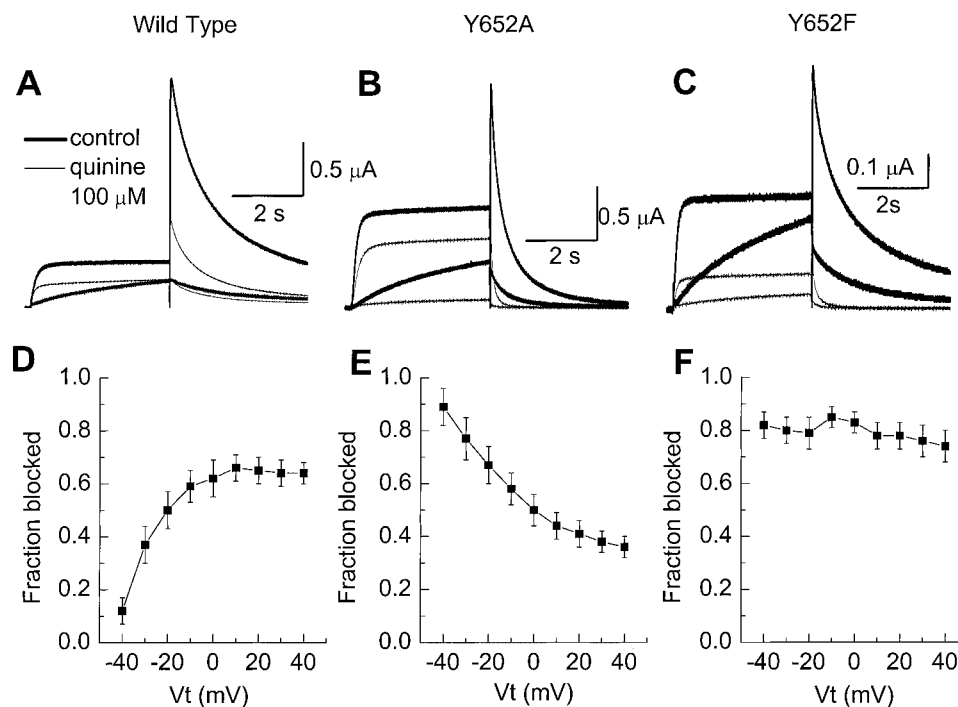 Wild Type
Y652A
Y652F
A
B
C
control
quinine
100 μM
0.5 μA
2 s
0.5 μA
2 s
0.1 μA
2s
D
E
F
Fraction blocked
1.0
0.8
0.6
0.4
0.2
0.0
-40 -20 0 20 40
Vt (mV)
Fraction blocked
1.0
0.8
0.6
0.4
0.2
0.0
-40 -20 0 20 40
Vt (mV)
Fraction blocked
1.0
0.8
0.6
0.4
0.2
0.0
-40 -20 0 20 40
Vt (mV)